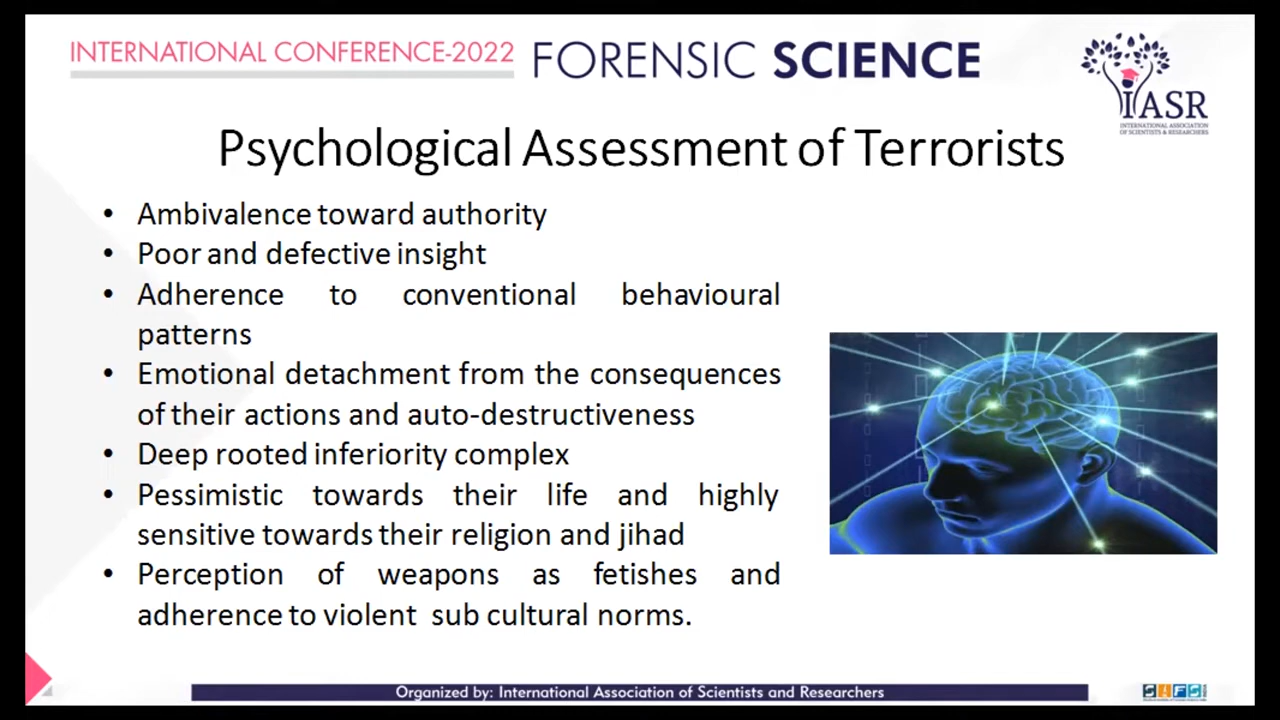 INTERNATIONAL CONFERENCE-2022 FORENSIC SCIENCE
IASR
INTERNATIONAL ASSOCIATION
OF SCIENTISTS & RESEARCHERS
Psychological Assessment of Terrorists
• Ambivalence toward authority
• Poor and defective insight
• Adherence to conventional behavioural
patterns
• Emotional detachment from the consequences
of their actions and auto-destructiveness
• Deep rooted inferiority complex
• Pessimistic towards their life and highly
sensitive towards their religion and jihad
• Perception of weapons as fetishes and
adherence to violent sub cultural norms.
Organized by: International Association of Scientists and Researchers
SIFS